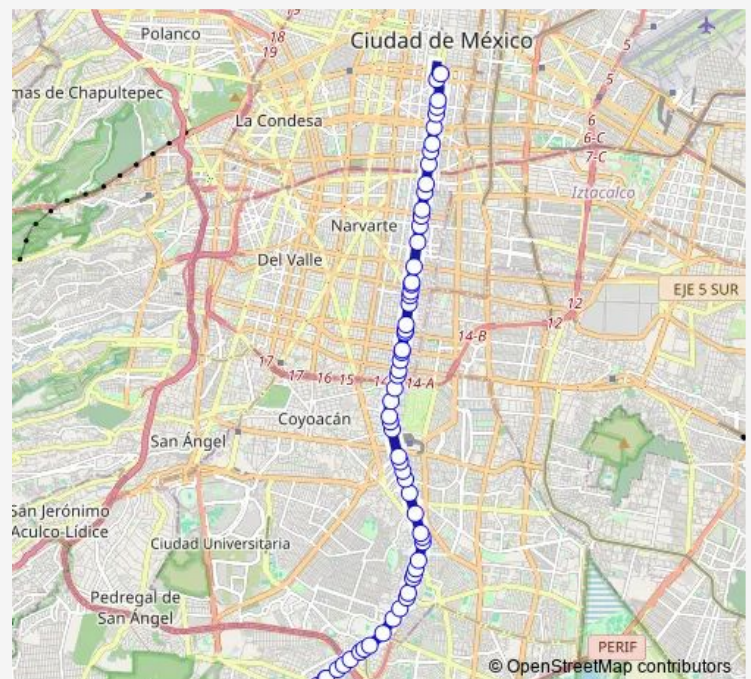 Polanco
18
19
19
Ciudad de México
5
5
mas de Chapultepec
La Condesa
6
6-C
7-C
Iztacalco
Narvarte
Del Valle
EJE 5 SUR
12
12
14-B
17
17 16 15 14
14-A
Coyoacán
San Ángel
San Jerónimo
Aculco-Lídice
Ciudad Universitaria
Pedregal de
San Ángel
PERIF
© OpenStreetMap contributors